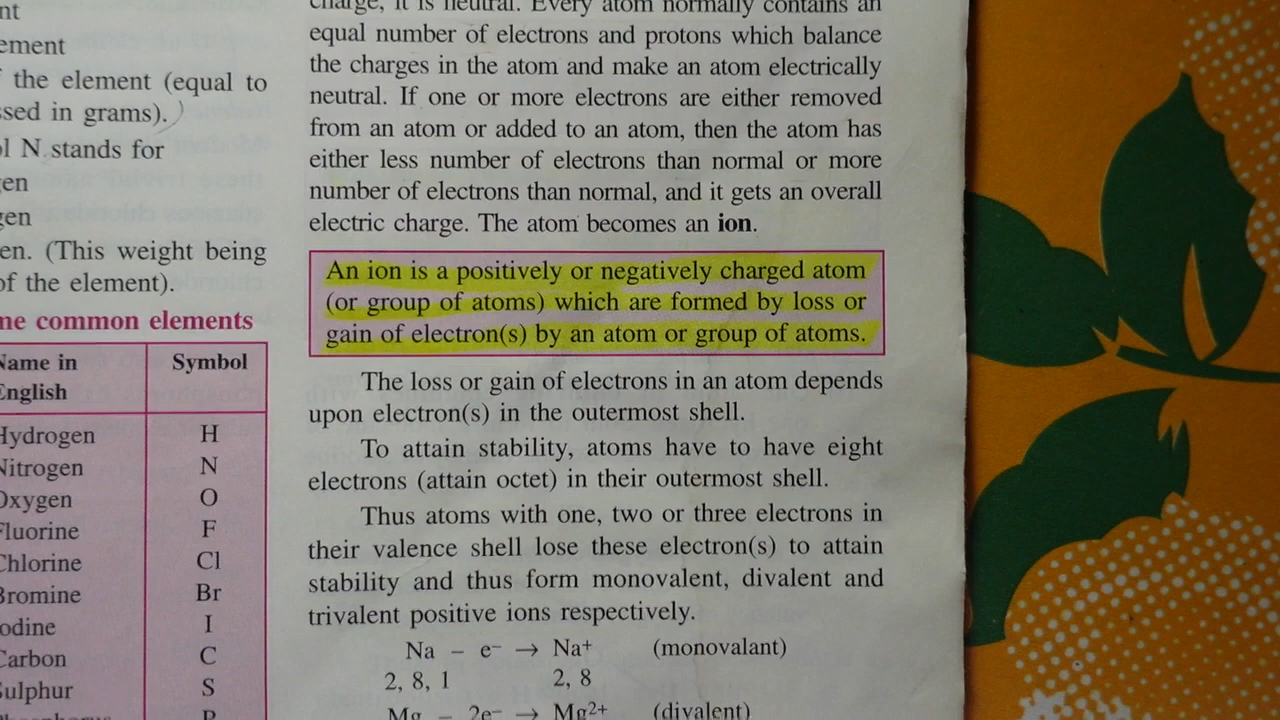 nt
ement
the element (equal to
ssed in grams).
N stands for
en
gen
en. (This weight being
of the element).
me common elements
Name in Symbol
English
Hydrogen H
Nitrogen N
Oxygen O
Fluorine F
Chlorine Cl
Bromine Br
odine I
Carbon C
Sulphur S
P
charge, it is neutral. Every atom normally contains an
equal number of electrons and protons which balance
the charges in the atom and make an atom electrically
neutral. If one or more electrons are either removed
from an atom or added to an atom, then the atom has
either less number of electrons than normal or more
number of electrons than normal, and it gets an overall
electric charge. The atom becomes an ion.
An ion is a positively or negatively charged atom
(or group of atoms) which are formed by loss or
gain of electron(s) by an atom or group of atoms.
The loss or gain of electrons in an atom depends
upon electron(s) in the outermost shell.
To attain stability, atoms have to have eight
electrons (attain octet) in their outermost shell.
Thus atoms with one, two or three electrons in
their valence shell lose these electron(s) to attain
stability and thus form monovalent, divalent and
trivalent positive ions respectively.
Na – e⁻ → Na⁺ (monovalant)
2, 8, 1 2, 8
Mg – 2e⁻ → Mg²⁺ (divalent)